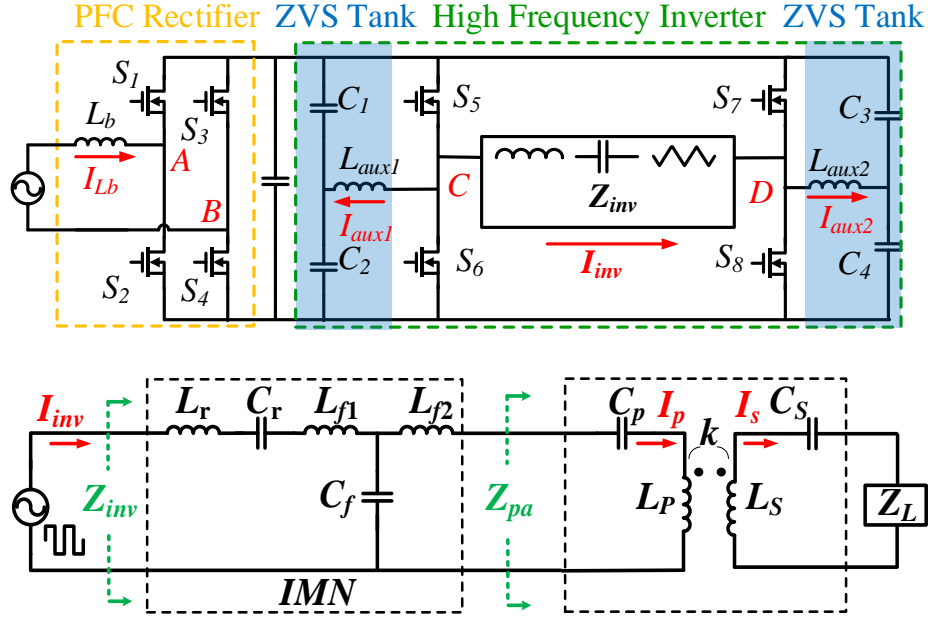 PFC Rectifier ZVS Tank High Frequency Inverter ZVS Tank
S1
S3
Lb
ILb
A
B
S2
S4
C1
Laux1
Iaux1
C2
S5
C
S6
Zinv
Iinv
S7
D
S8
C3
Laux2
Iaux2
C4
Iinv
Lr
Cr
Lf1
Lf2
Cf
Zinv
IMN
Zpa
Cp
Ip
k
Is
CS
LP
LS
ZL